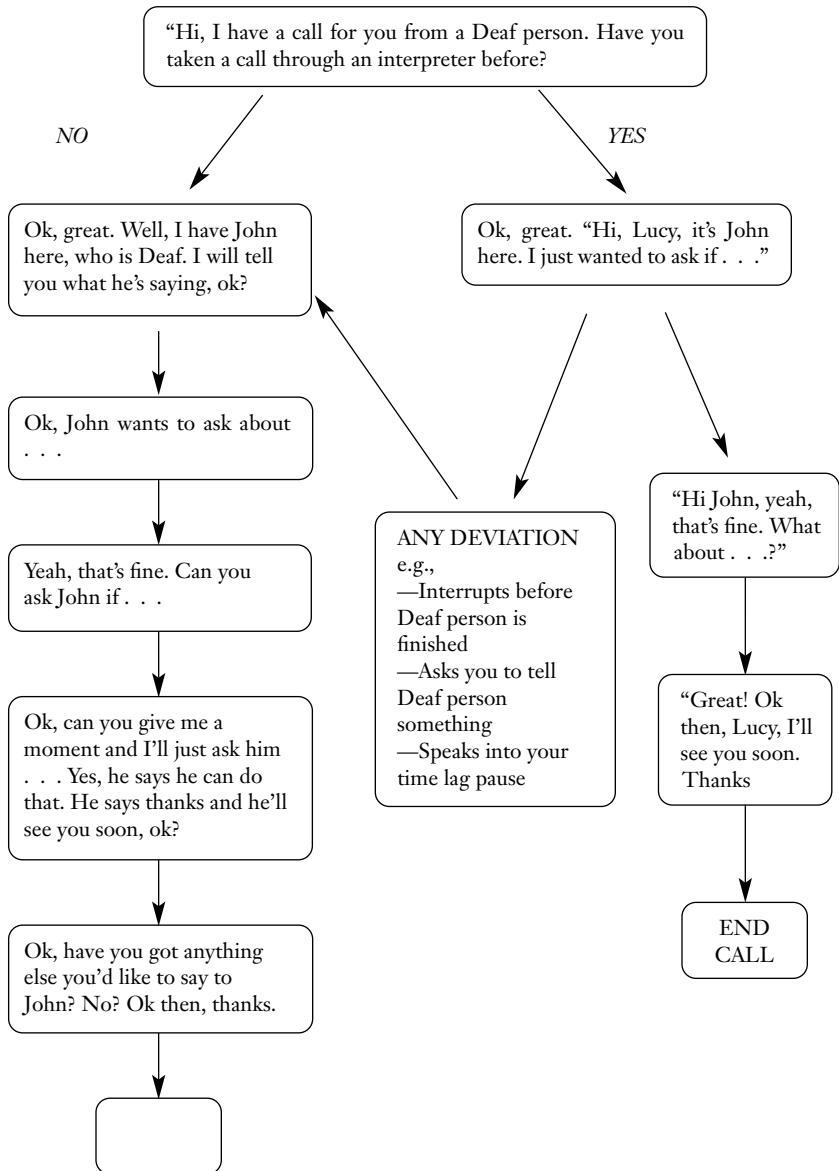 “Hi, I have a call for you from a Deaf person. Have you
taken a call through an interpreter before?
NO
YES
Ok, great. Well, I have John
here, who is Deaf. I will tell
you what he’s saying, ok?
Ok, great. “Hi, Lucy, it’s John
here. I just wanted to ask if . . .”
Ok, John wants to ask about
. . .
Yeah, that’s fine. Can you
ask John if . . .
Ok, can you give me a
moment and I’ll just ask him
. . . Yes, he says he can do
that. He says thanks and he’ll
see you soon, ok?
Ok, have you got anything
else you’d like to say to
John? No? Ok then, thanks.
ANY DEVIATION
e.g.,
—Interrupts before
Deaf person is
finished
—Asks you to tell
Deaf person
something
—Speaks into your
time lag pause
“Hi John, yeah,
that’s fine. What
about . . .?”
“Great! Ok
then, Lucy, I’ll
see you soon.
Thanks
END
CALL